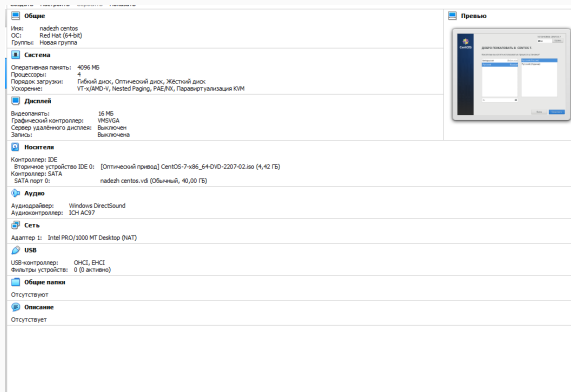 Общие
Имя: nadezh centos
ОС: Red Hat (64-bit)
Группы: Новая группа
Система
Оперативная память: 4096 МБ
Процессоры: 4
Порядок загрузки: Гибкий диск, Оптический диск, Жёсткий диск
Ускорение: VT-x/AMD-V, Nested Paging, PAE/NX, Паравиртуализация KVM
Дисплей
Видеопамять: 16 МБ
Графический контроллер: VMSVGA
Сервер удалённого дисплея: Выключен
Запись: Выключена
Носители
Контроллер: IDE
Вторичное устройство IDE 0: [Оптический привод] CentOS-7-x86_64-DVD-2207-02.iso (4,42 ГБ)
Контроллер: SATA
SATA порт 0: nadezh centos.vdi (Обычный, 40,00 ГБ)
Аудио
Аудиодрайвер: Windows DirectSound
Аудиоконтроллер: ICH AC97
Сеть
Адаптер 1: Intel PRO/1000 MT Desktop (NAT)
USB
USB-контроллер: OHCI, EHCI
Фильтры устройств: 0 (0 активно)
Общие папки
Отсутствуют
Описание
Отсутствует
Превью
CentOS
ДОБРО ПОЖАЛОВАТЬ В CENTOS 7.